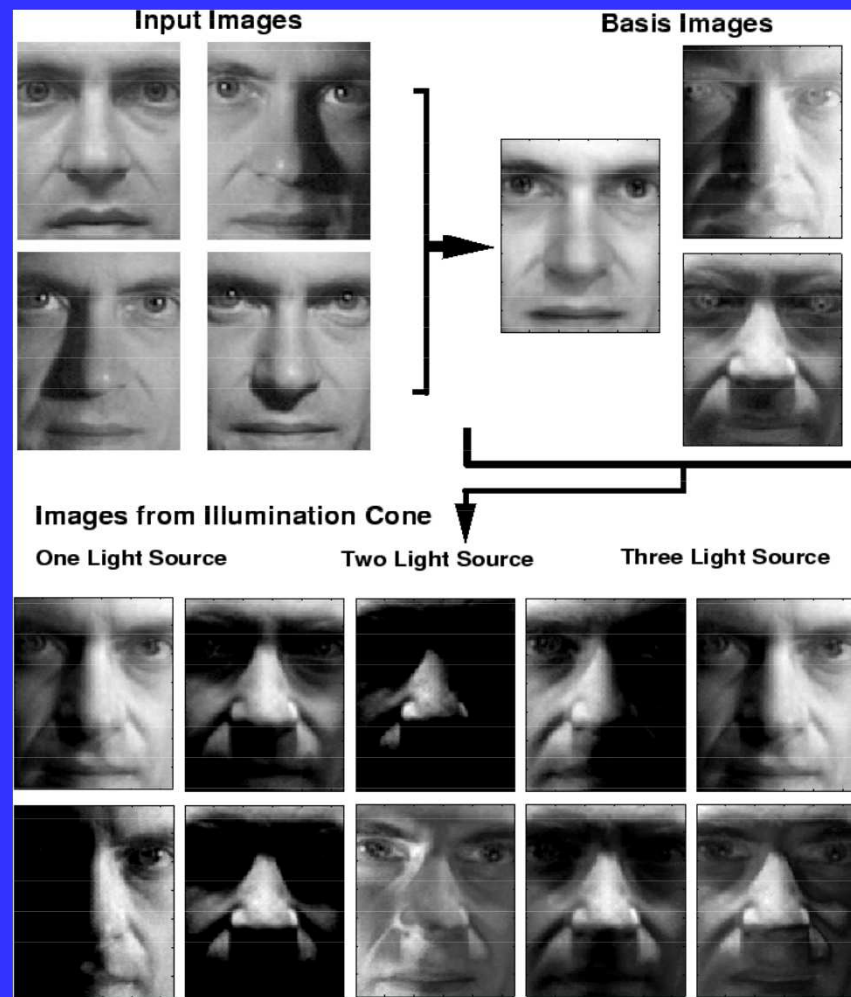 Input Images
Basis Images
Images from Illumination Cone
One Light Source
Two Light Source
Three Light Source